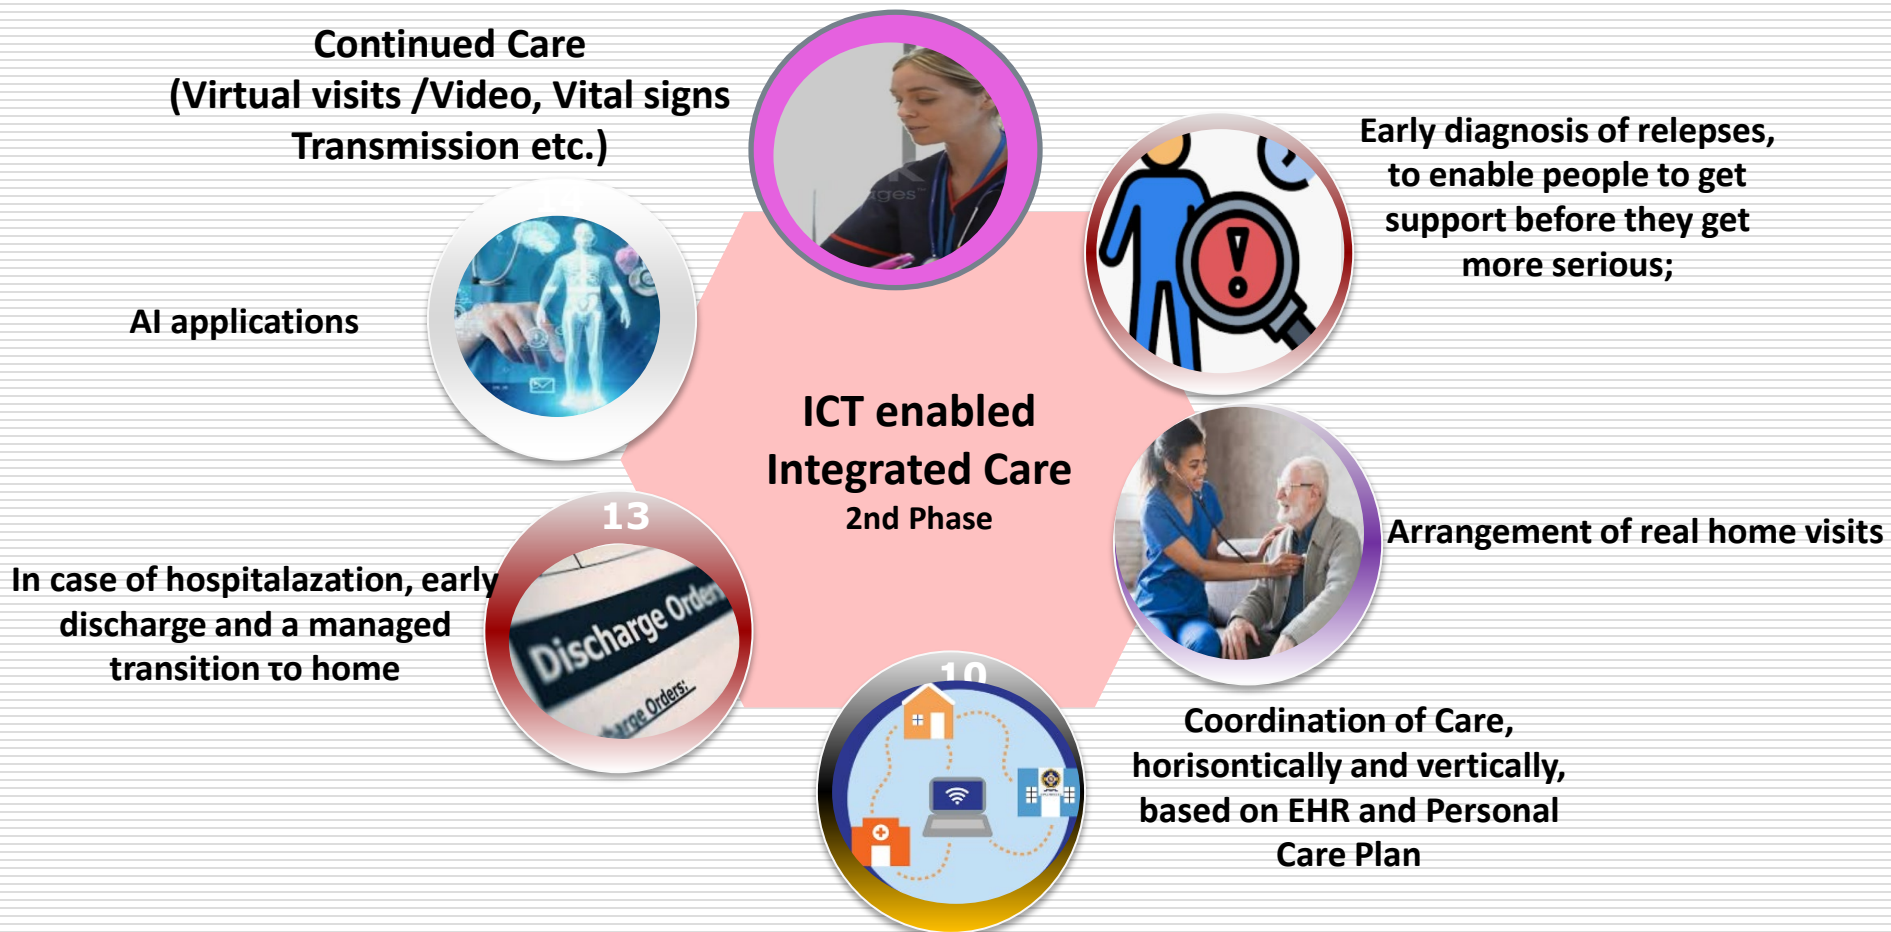 Continued Care
(Virtual visits /Video, Vital signs
Transmission etc.)
Early diagnosis of relepses,
to enable people to get
support before they get
more serious;
14
AI applications
ICT enabled
Integrated Care
2nd Phase
Arrangement of real home visits
13
In case of hospitalazation, early
discharge and a managed
transition το home
Discharge Orders
Orders:
10
Coordination of Care,
horisontically and vertically,
based on EHR and Personal
Care Plan